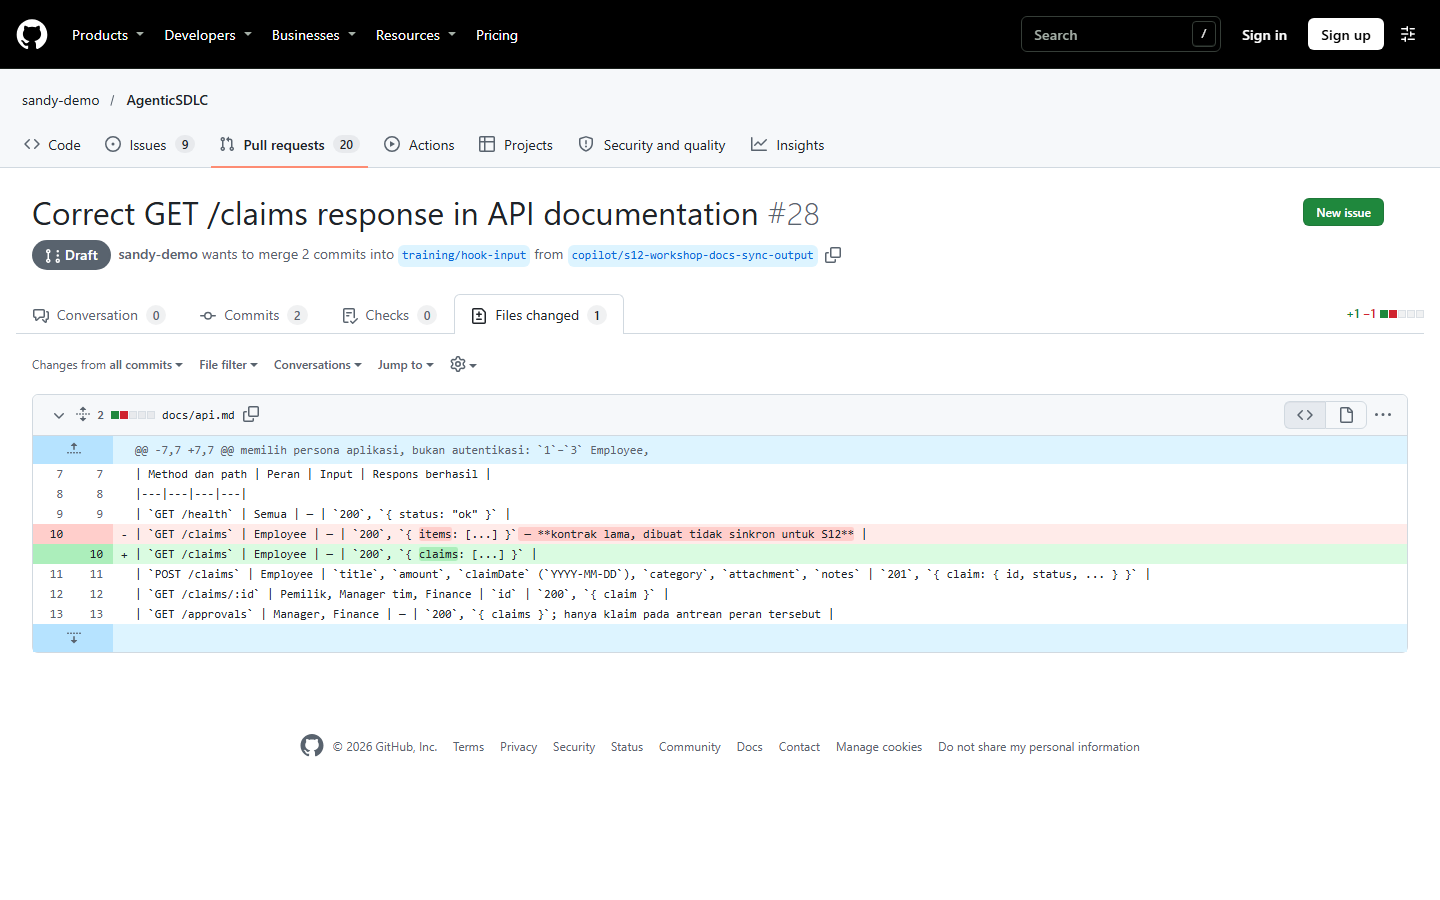 Products Developers Businesses Resources Pricing Search / Sign in Sign up
sandy-demo / AgenticSDLC
Code Issues 9 Pull requests 20 Actions Projects Security and quality Insights
Correct GET /claims response in API documentation #28 New issue
Draft sandy-demo wants to merge 2 commits into training/hook-input from copilot/s12-workshop-docs-sync-output
Conversation 0 Commits 2 Checks 0 Files changed 1 +1 −1
Changes from all commits File filter Conversations Jump to
2 docs/api.md
@@ -7,7 +7,7 @@ memilih persona aplikasi, bukan autentikasi: `1`–`3` Employee,
7 7 | Method dan path | Peran | Input | Respons berhasil |
8 8 |---|---|---|---|
9 9 | `GET /health` | Semua | — | `200`, `{ status: "ok" }` |
10 - | `GET /claims` | Employee | — | `200`, `{ items: [...] }` — **kontrak lama, dibuat tidak sinkron untuk S12** |
10 + | `GET /claims` | Employee | — | `200`, `{ claims: [...] }` |
11 11 | `POST /claims` | Employee | `title`, `amount`, `claimDate` (`YYYY-MM-DD`), `category`, `attachment`, `notes` | `201`, `{ claim: { id, status, ... } }` |
12 12 | `GET /claims/:id` | Pemilik, Manager tim, Finance | `id` | `200`, `{ claim }` |
13 13 | `GET /approvals` | Manager, Finance | — | `200`, `{ claims }`; hanya klaim pada antrean peran tersebut |
© 2026 GitHub, Inc. Terms Privacy Security Status Community Docs Contact Manage cookies Do not share my personal information